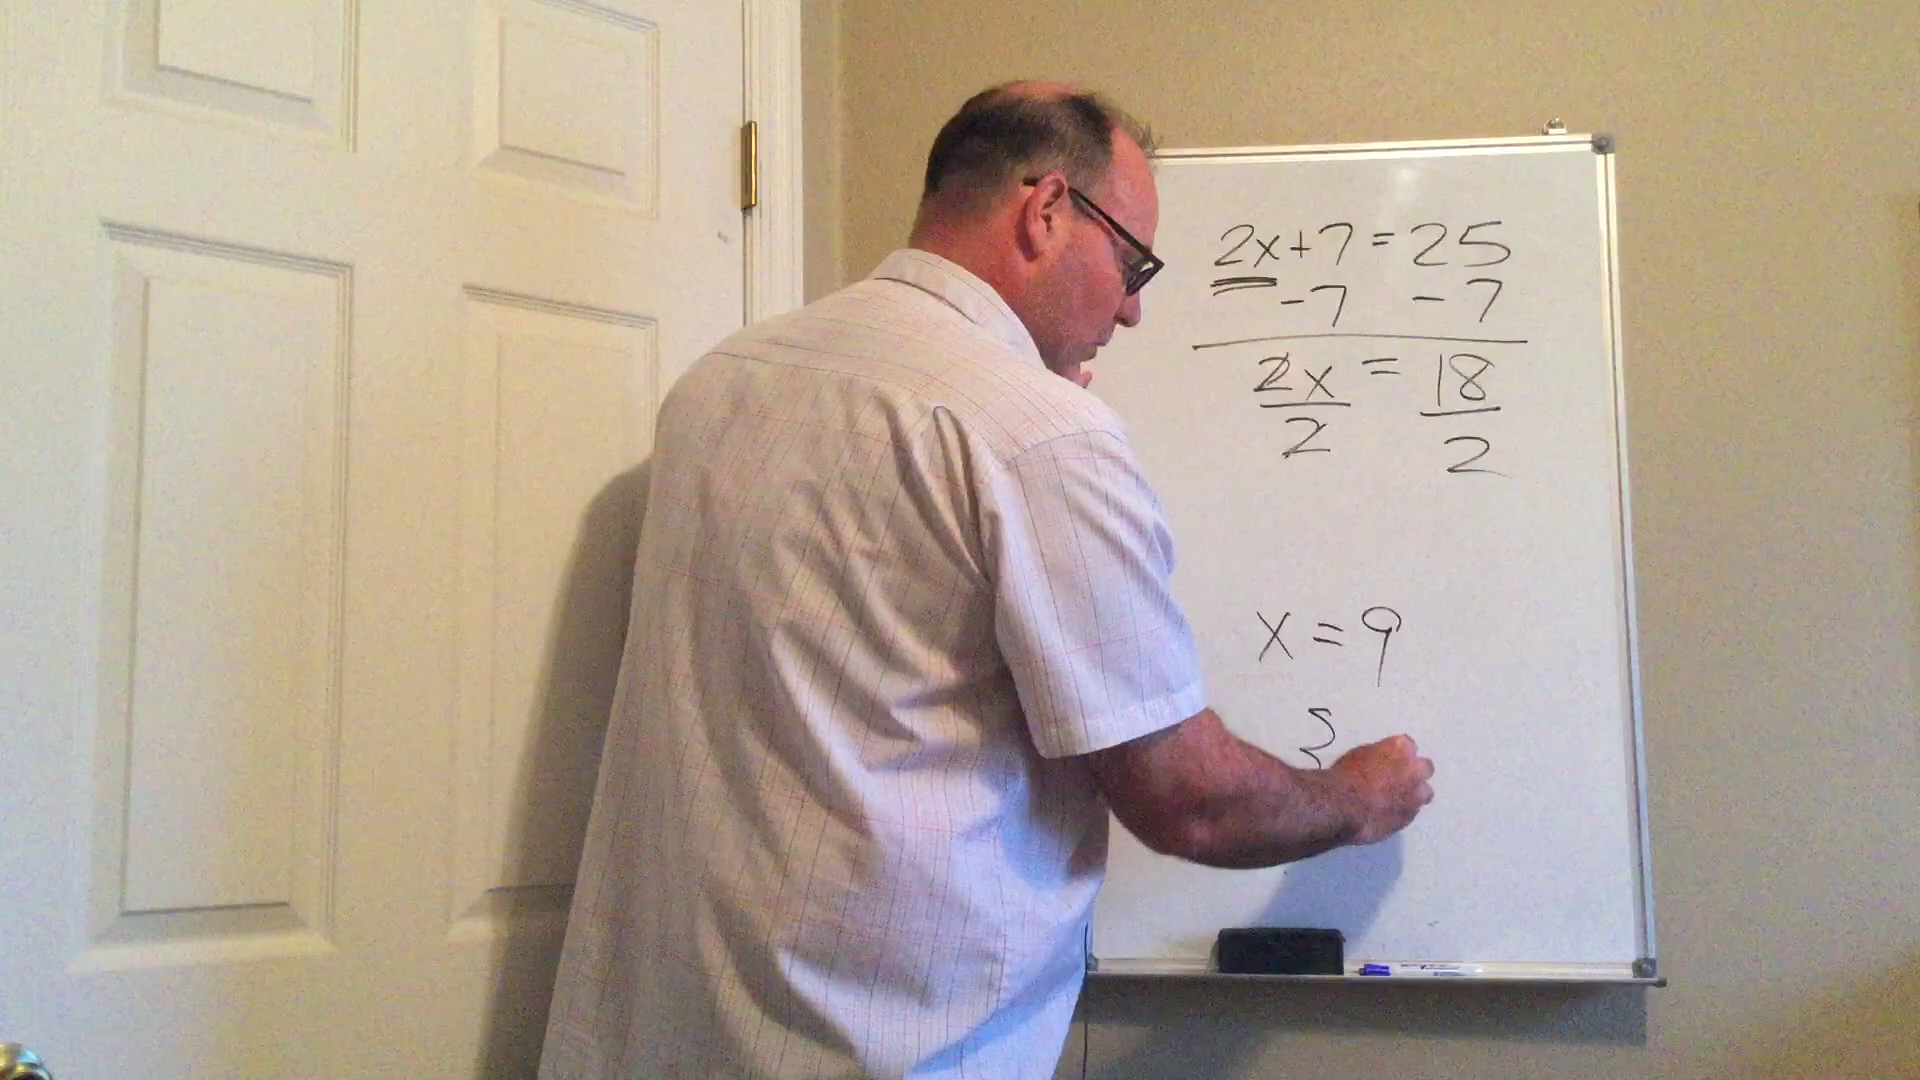 2x+7=25
-7 -7
2x = 18
2 2
x = 9